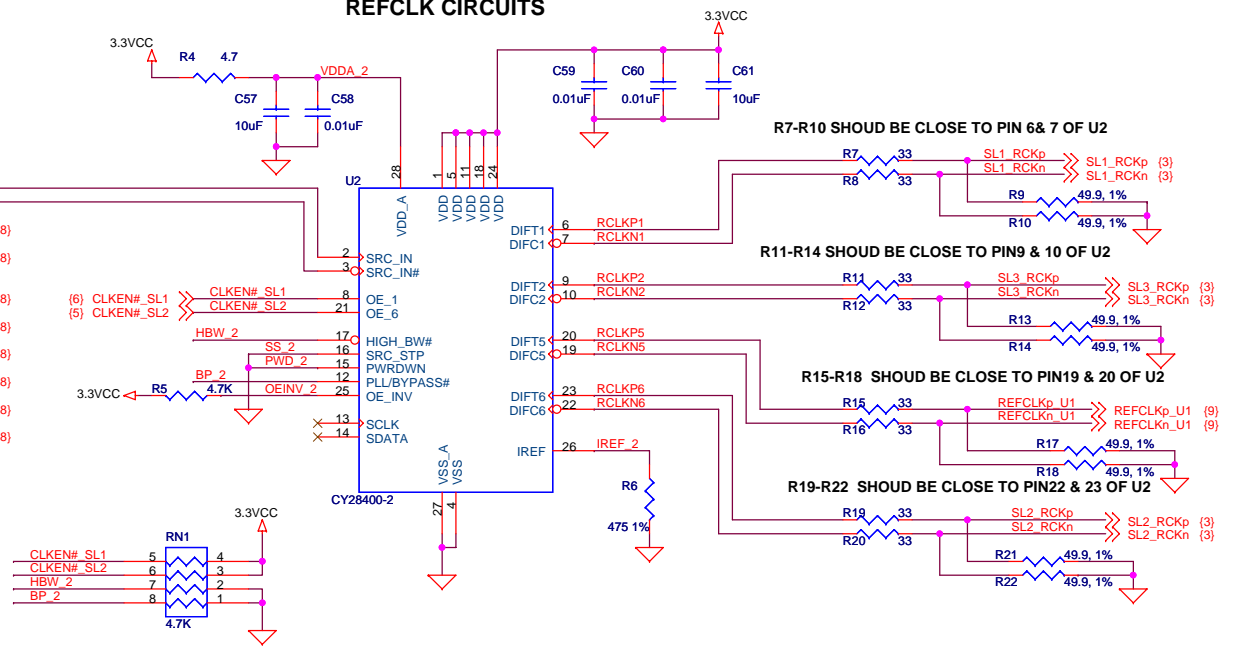 REFCLK CIRCUITS
3.3VCC
R4 4.7
VDDA_2
C57
10uF
C58
0.01uF
3.3VCC
C59
0.01uF
C60
0.01uF
C61
10uF
R7-R10 SHOUD BE CLOSE TO PIN 6& 7 OF U2
R7 33
R8 33
SL1_RCKp
SL1_RCKn
SL1_RCKp {3}
SL1_RCKn {3}
R9 49.9, 1%
R10 49.9, 1%
R11-R14 SHOUD BE CLOSE TO PIN9 & 10 OF U2
R11 33
R12 33
SL3_RCKp
SL3_RCKn
SL3_RCKp {3}
SL3_RCKn {3}
R13 49.9, 1%
R14 49.9, 1%
R15-R18 SHOUD BE CLOSE TO PIN19 & 20 OF U2
R15 33
R16 33
REFCLKp_U1
REFCLKn_U1
REFCLKp_U1 {9}
REFCLKn_U1 {9}
R17 49.9, 1%
R18 49.9, 1%
R19-R22 SHOUD BE CLOSE TO PIN22 & 23 OF U2
R19 33
R20 33
SL2_RCKp
SL2_RCKn
SL2_RCKp {3}
SL2_RCKn {3}
R21 49.9, 1%
R22 49.9, 1%
U2
28
VDD_A
1 5 11 18 24
VDD VDD VDD VDD VDD
2 SRC_IN
3 SRC_IN#
8 OE_1
21 OE_6
17 HIGH_BW#
16 SRC_STP
15 PWRDWN
12 PLL/BYPASS#
25 OE_INV
13 SCLK
14 SDATA
DIFT1 6 RCLKP1
DIFC1 7 RCLKN1
DIFT2 9 RCLKP2
DIFC2 10 RCLKN2
DIFT5 20 RCLKP5
DIFC5 19 RCLKN5
DIFT6 23 RCLKP6
DIFC6 22 RCLKN6
IREF 26 IREF_2
R6
475 1%
VSS_A VSS
27 4
CY28400-2
8}
8}
8}
8}
8}
8}
8}
8}
{6} CLKEN#_SL1 CLKEN#_SL1
{5} CLKEN#_SL2 CLKEN#_SL2
HBW_2
SS_2
PWD_2
BP_2
3.3VCC R5 4.7K OEINV_2
3.3VCC
RN1
CLKEN#_SL1 5 4
CLKEN#_SL2 6 3
HBW_2 7 2
BP_2 8 1
4.7K